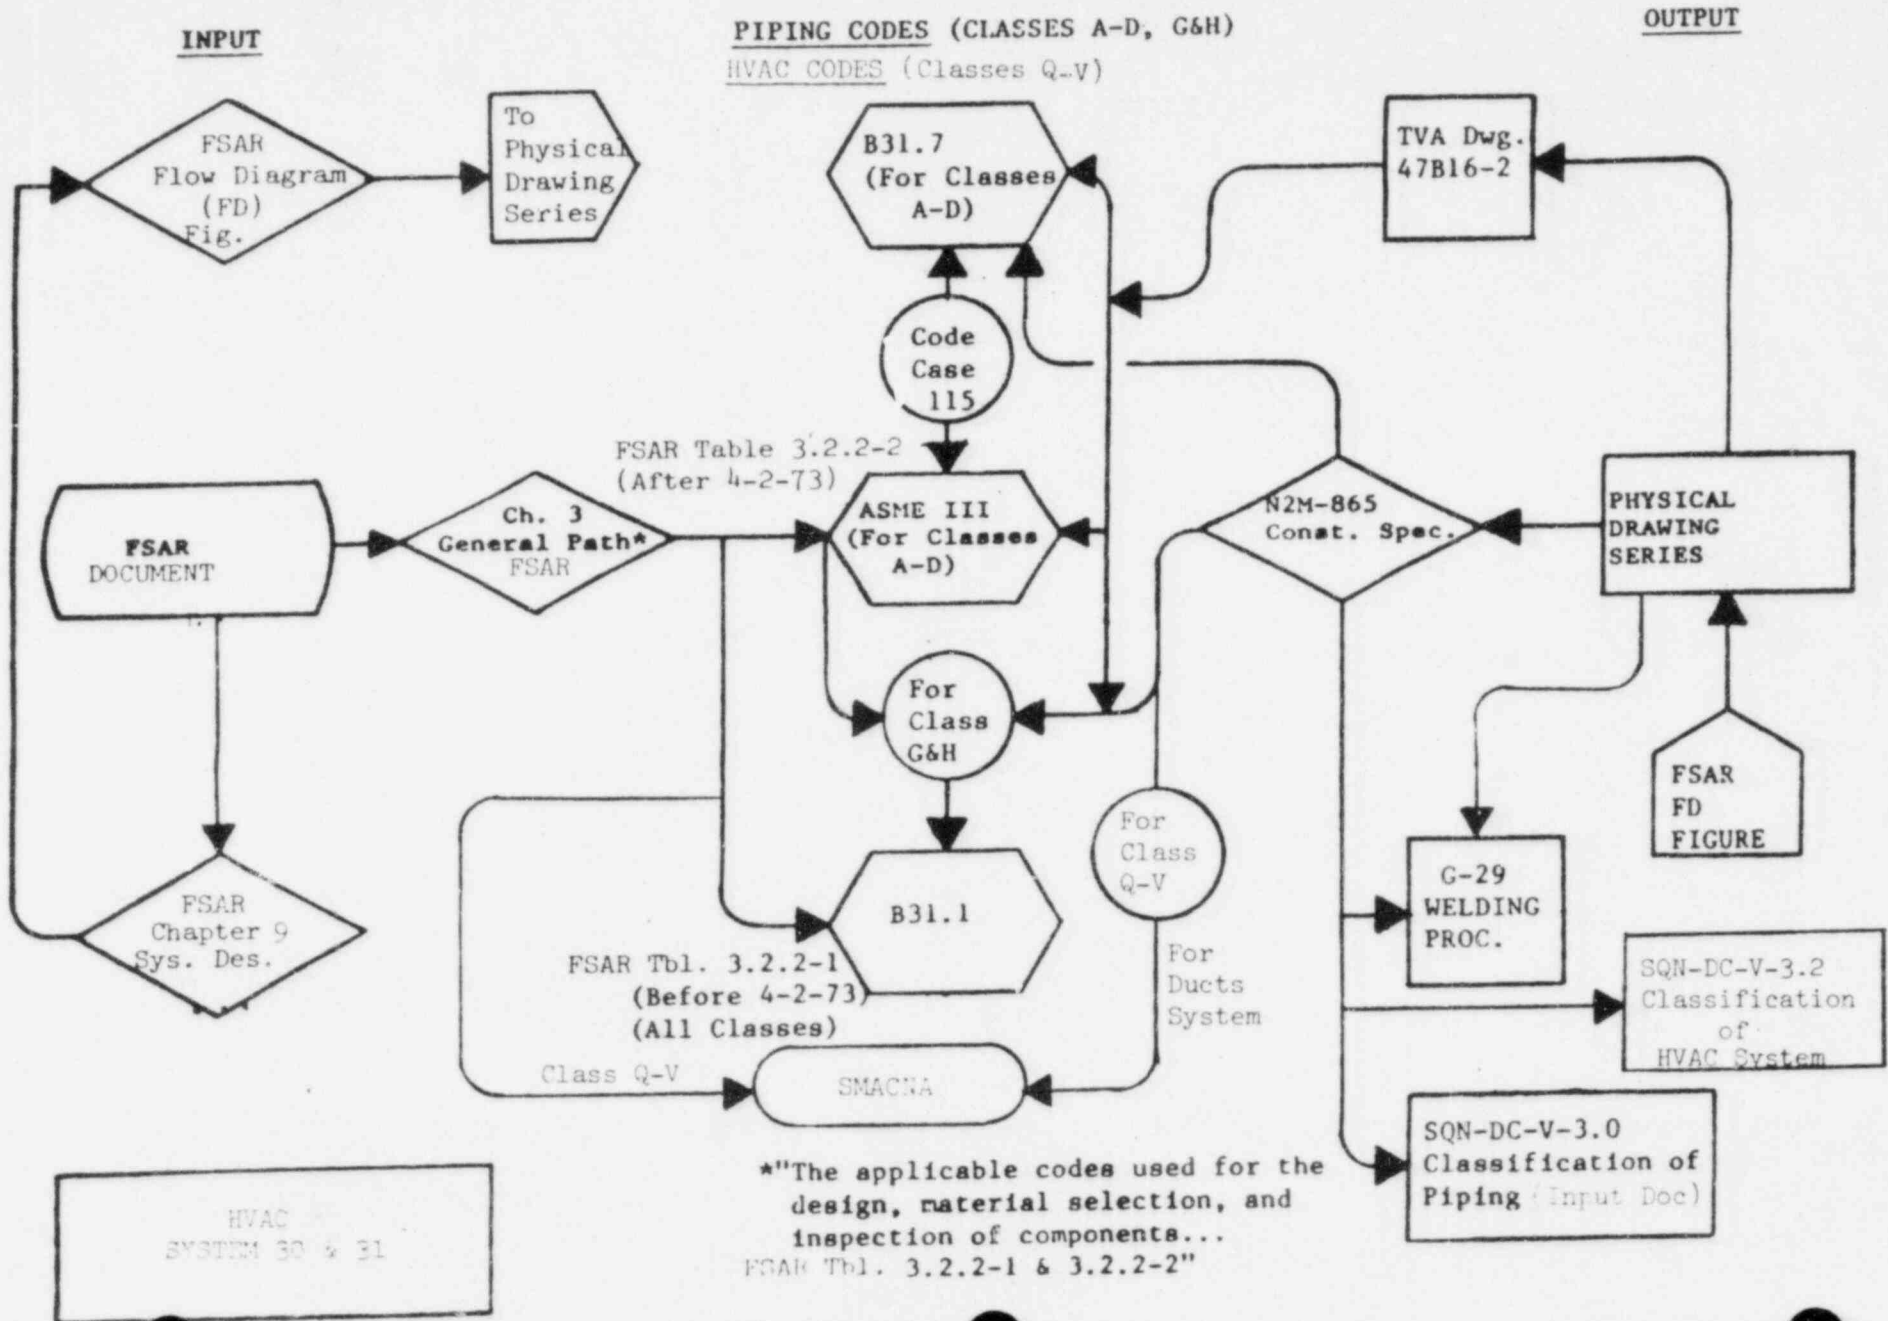 INPUT
PIPING CODES (CLASSES A-D, G&H)
HVAC CODES (Classes Q-V)
OUTPUT
FSAR
Flow Diagram
(FD)
Fig.
To
Physical
Drawing
Series
B31.7
(For Classes
A-D)
TVA Dwg.
47B16-2
Code
Case
115
FSAR Table 3.2.2-2
(After 4-2-73)
FSAR
DOCUMENT
Ch. 3
General Path*
FSAR
ASME III
(For Classes
A-D)
N2M-865
Const. Spec.
PHYSICAL
DRAWING
SERIES
For
Class
G&H
FSAR
FD
FIGURE
For
Class
Q-V
G-29
WELDING
PROC.
FSAR
Chapter 9
Sys. Des.
B31.1
FSAR Tbl. 3.2.2-1
(Before 4-2-73)
(All Classes)
For
Ducts
System
SQN-DC-V-3.2
Classification
of
HVAC System
Class Q-V
SMACNA
SQN-DC-V-3.0
Classification of
Piping (Input Doc)
HVAC
SYSTEM 30 & 31
*"The applicable codes used for the
design, material selection, and
inspection of components...
FSAR Tbl. 3.2.2-1 & 3.2.2-2"